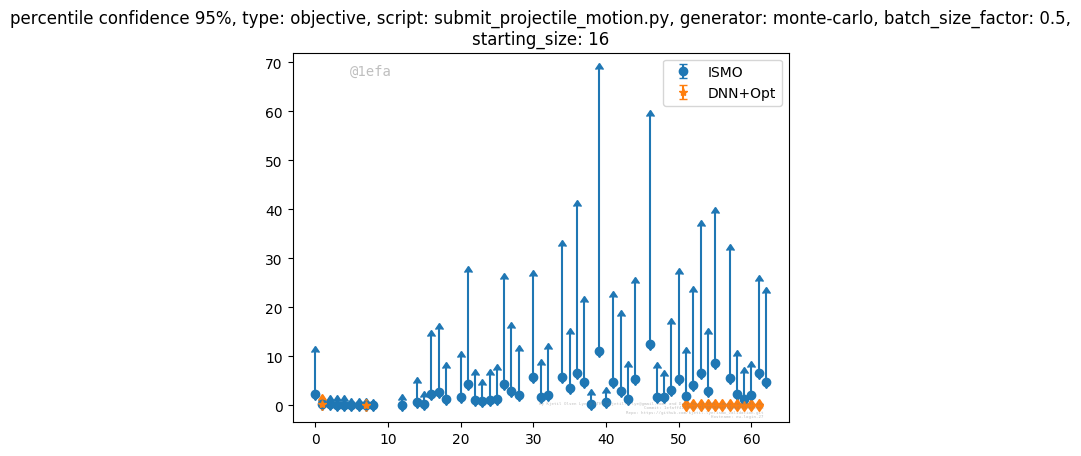 percentile confidence 95%, type: objective, script: submit_projectile_motion.py, generator: monte-carlo, batch_size_factor: 0.5,
starting_size: 16
@1efa
ISMO
DNN+Opt
70
60
50
40
30
20
10
0
0 10 20 30 40 50 60